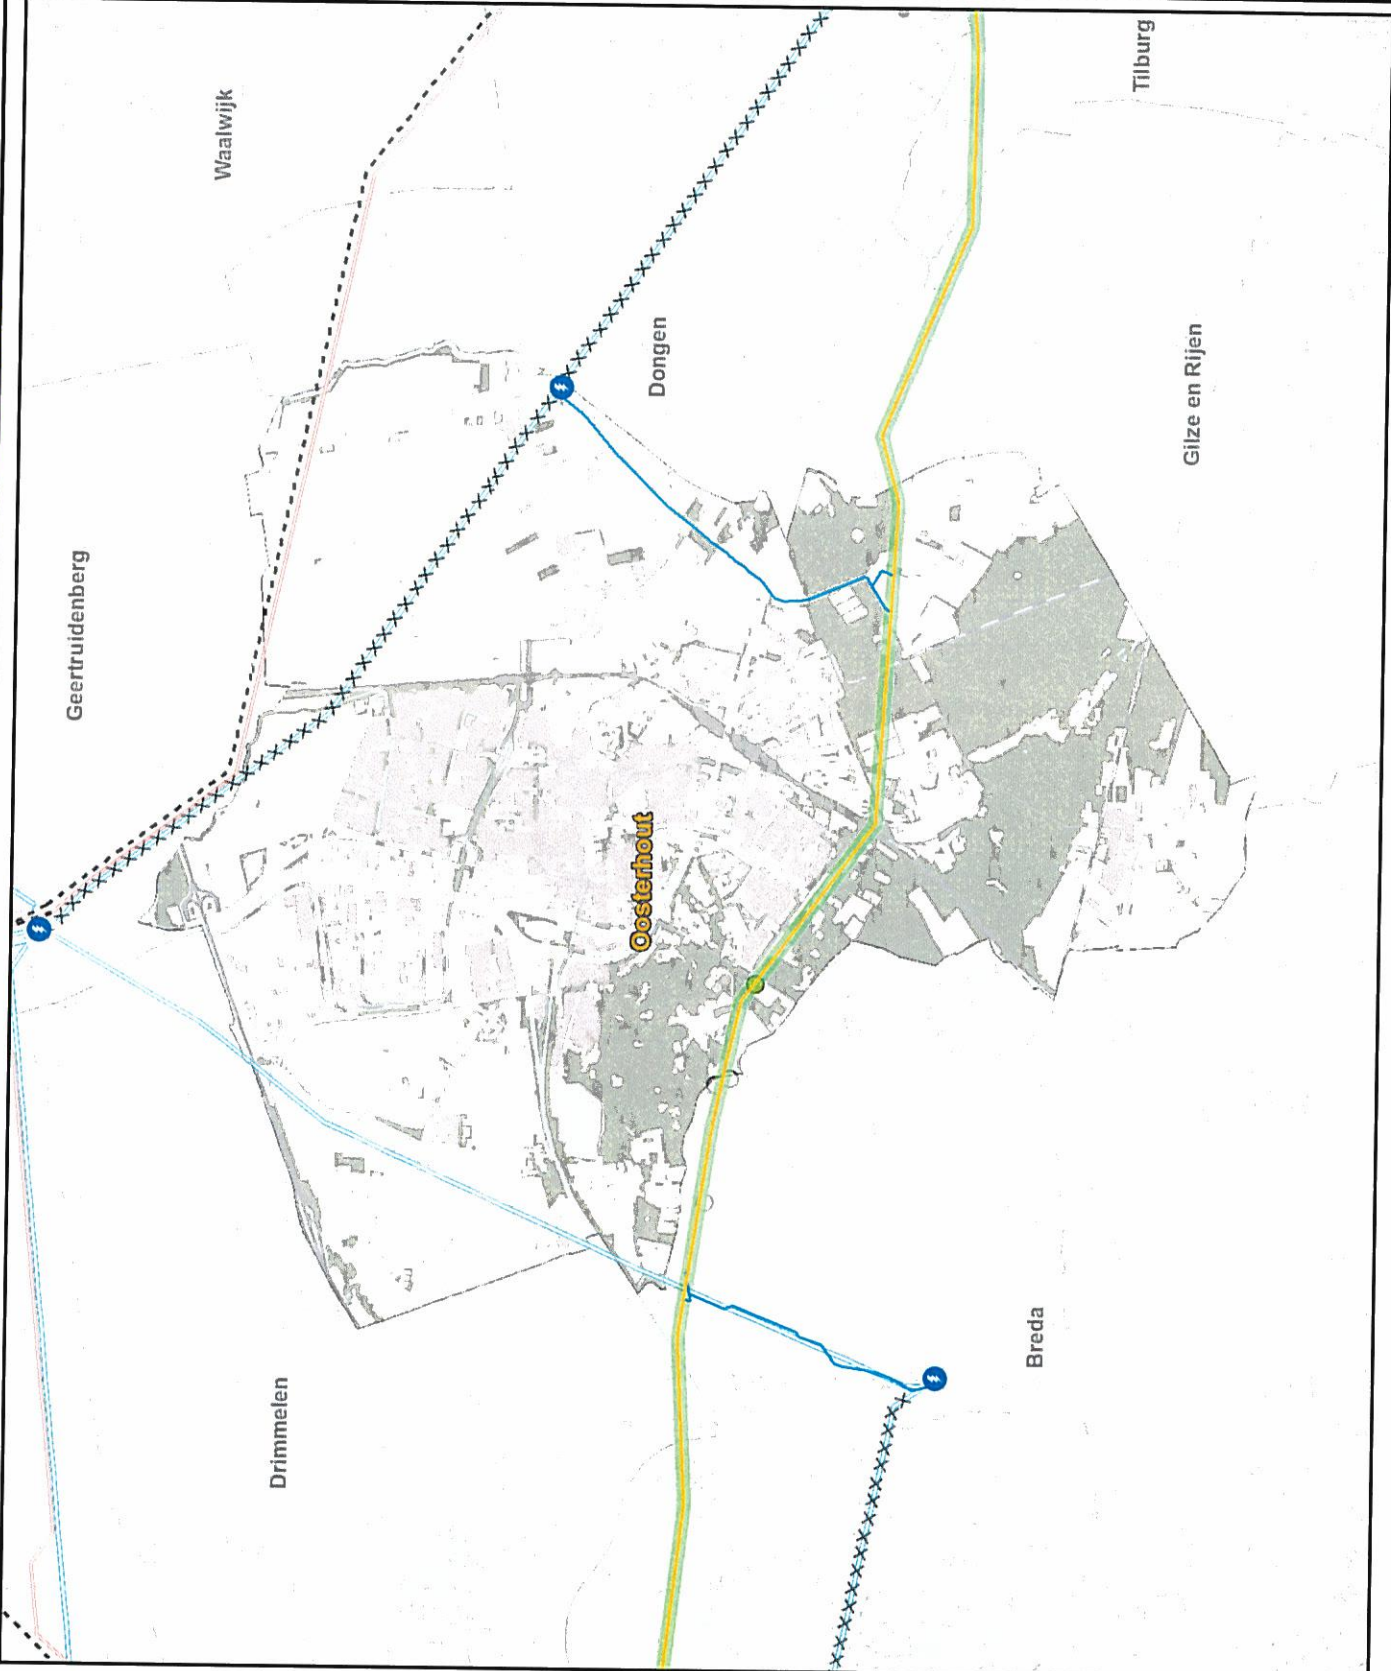 Drimmelen
Geertruidenberg
Waalwijk
Oosterhout
Dongen
Breda
Gilze en Rijen
Tilburg